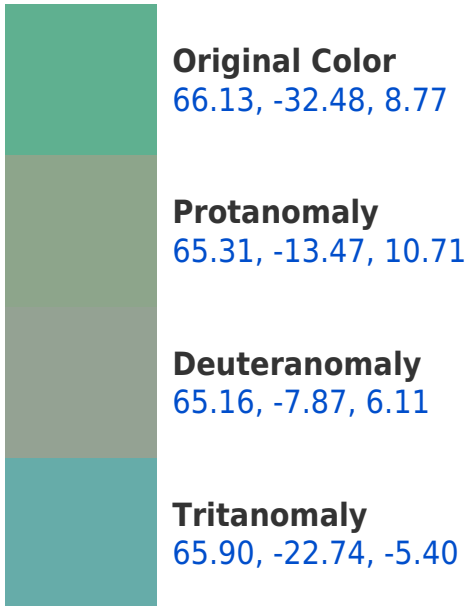 Original Color
66.13, -32.48, 8.77
Protanomaly
65.31, -13.47, 10.71
Deuteranomaly
65.16, -7.87, 6.11
Tritanomaly
65.90, -22.74, -5.40